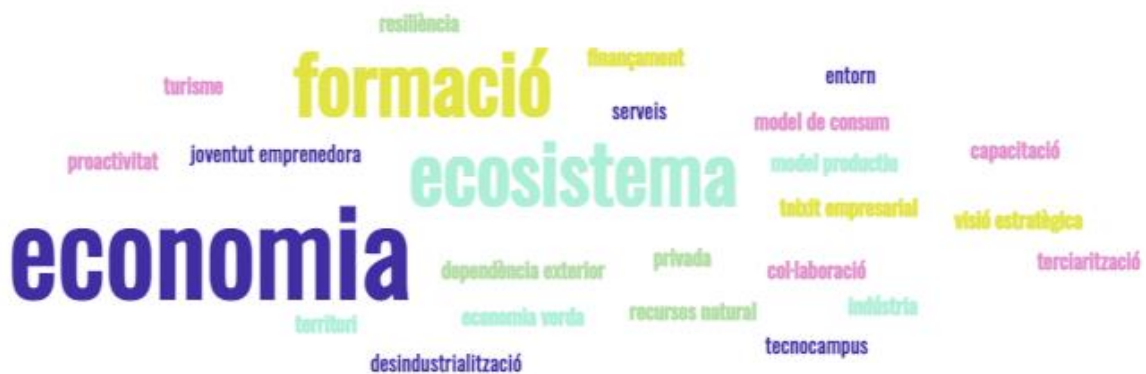 resiliència
formació
finançament
turisme
entorn
serveis
model de consum
proactivitat
joventut emprenedora
ecosistema
model productiu
capacitació
teixit empresarial
visió estratègica
economia
dependència exterior
privada
col·laboració
terciarització
territori
economia verda
recursos natural
indústria
desindustrialització
tecnocampus